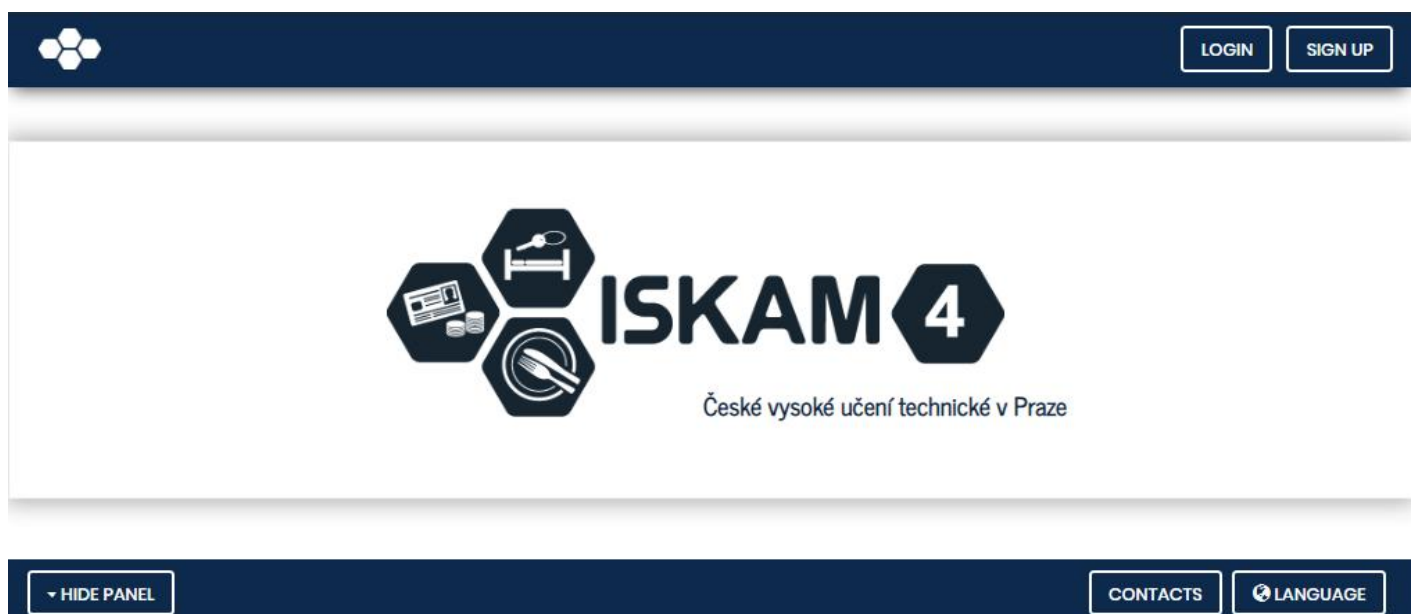 LOGIN
SIGN UP
ISKAM 4
České vysoké učení technické v Praze
HIDE PANEL
CONTACTS
LANGUAGE